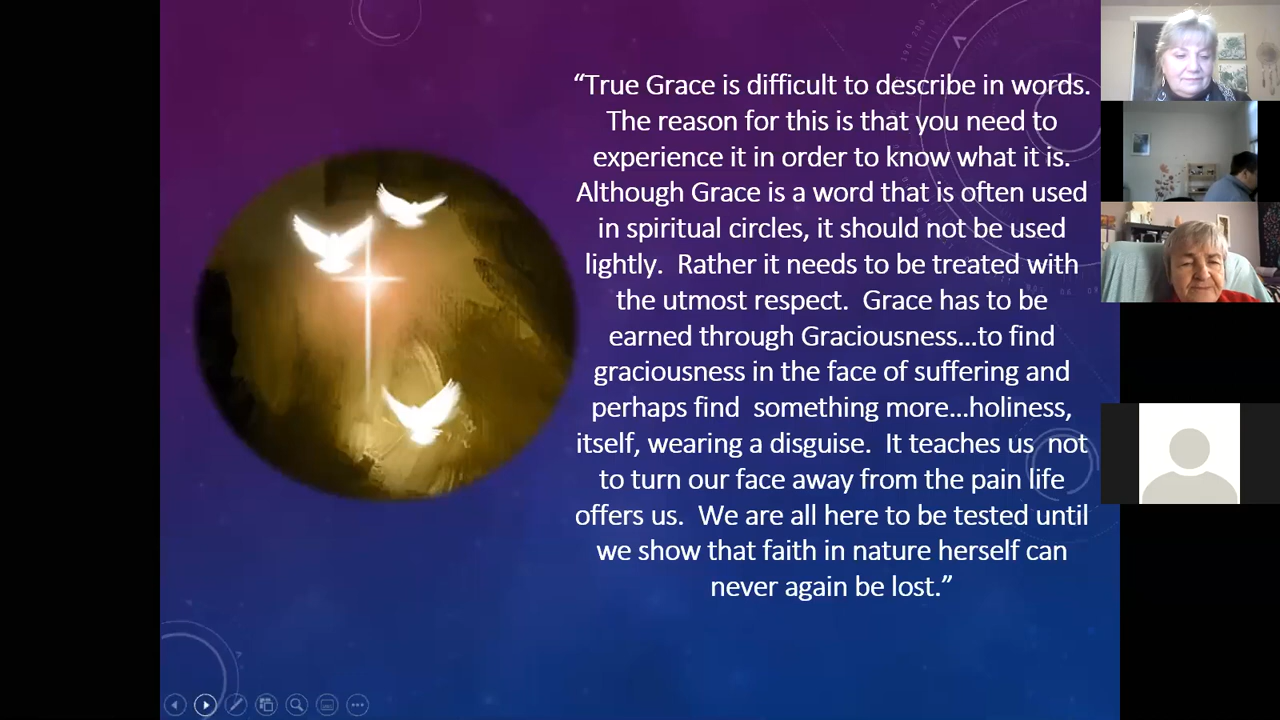 “True Grace is difficult to describe in words.
The reason for this is that you need to
experience it in order to know what it is.
Although Grace is a word that is often used
in spiritual circles, it should not be used
lightly.  Rather it needs to be treated with
the utmost respect.  Grace has to be
earned through Graciousness...to find
graciousness in the face of suffering and
perhaps find  something more...holiness,
itself, wearing a disguise.  It teaches us  not
to turn our face away from the pain life
offers us.  We are all here to be tested until
we show that faith in nature herself can
never again be lost.”